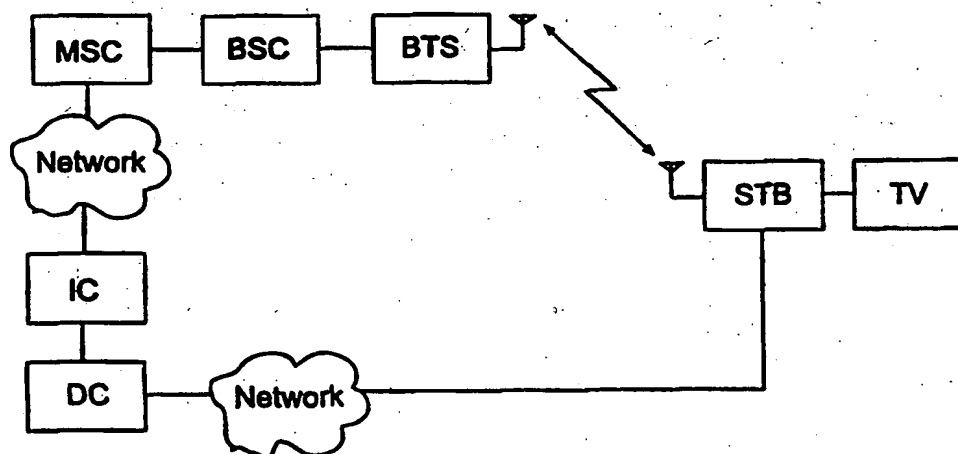 MSC
BSC
BTS
Network
STB
TV
IC
DC
Network